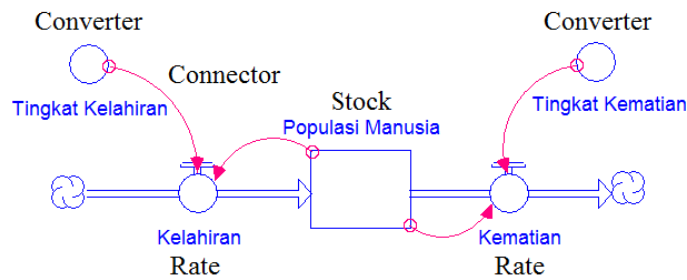 Converter
Converter
Connector
Tingkat Kelahiran
Stock
Tingkat Kematian
Populasi Manusia
Kelahiran
Kematian
Rate
Rate